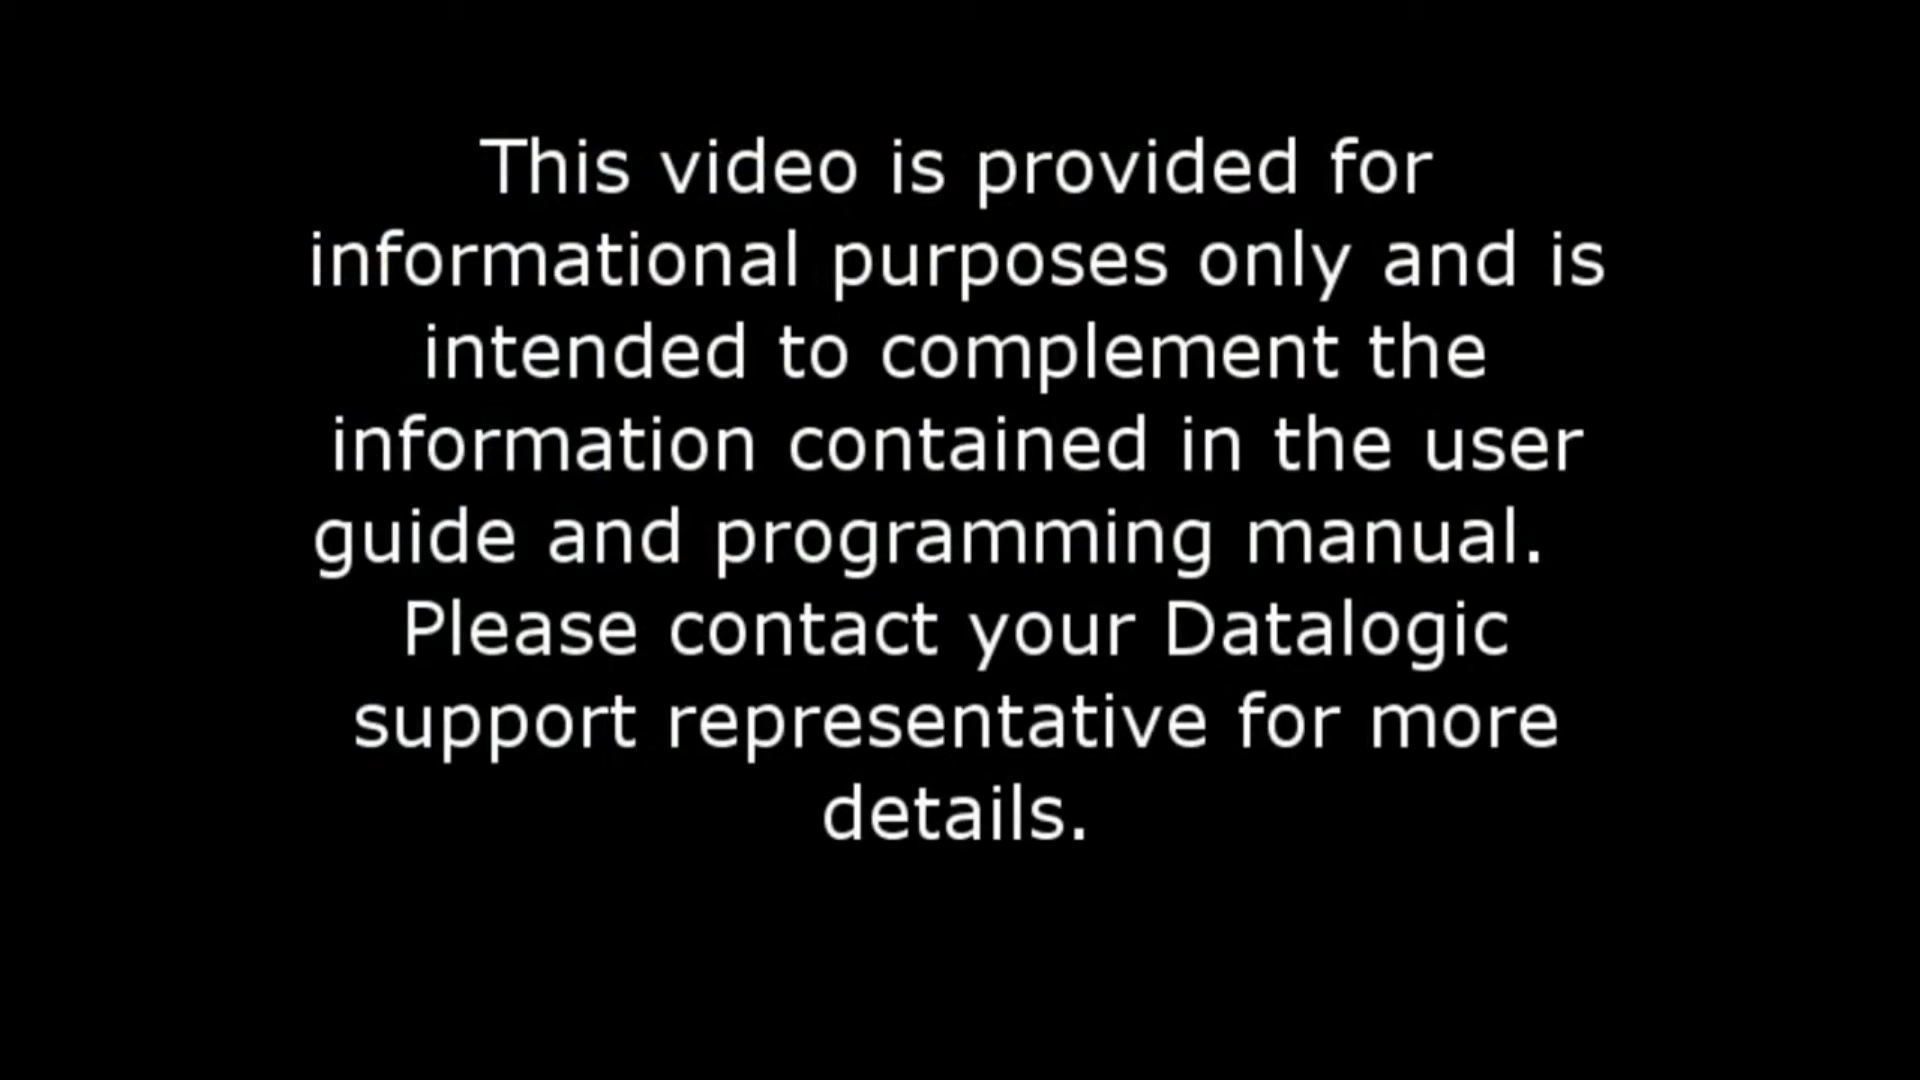 This video is provided for
informational purposes only and is
intended to complement the
information contained in the user
guide and programming manual.
Please contact your Datalogic
support representative for more
details.